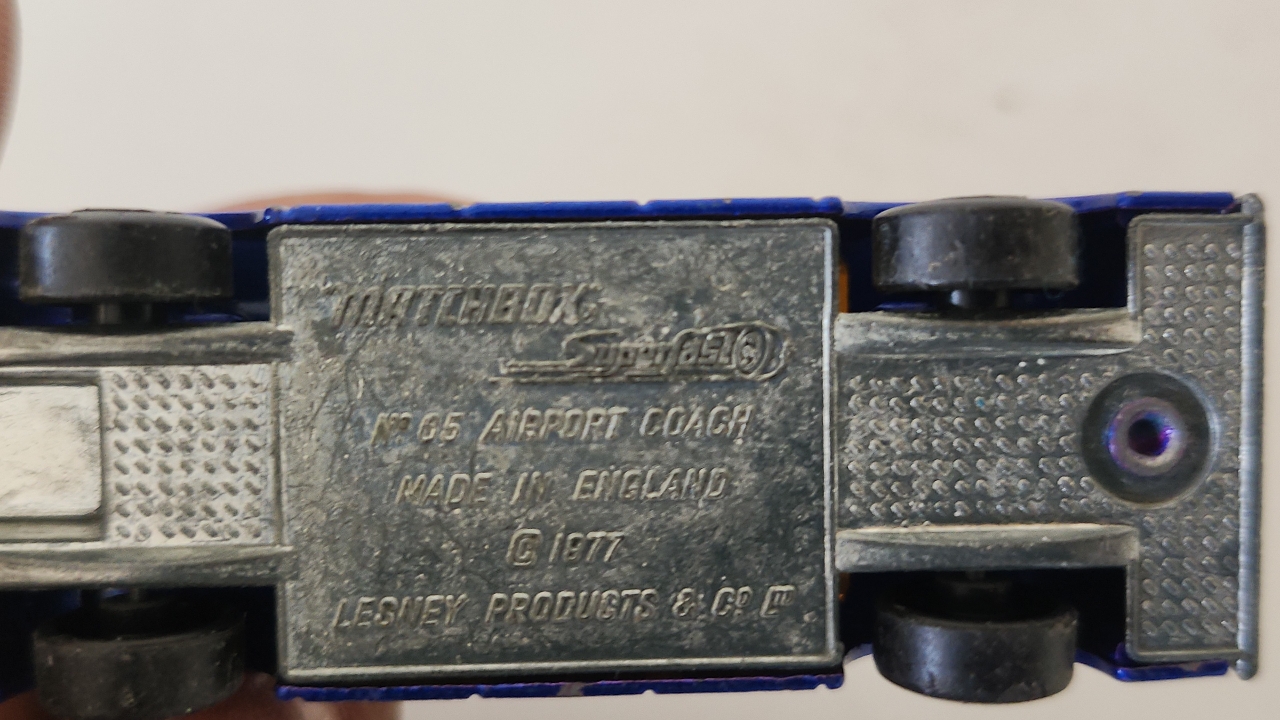 "MATCHBOX"
Superfast ®
Nº 65 AIRPORT COACH
MADE IN ENGLAND
© 1977
LESNEY PRODUCTS & Cº Lᵀᴰ